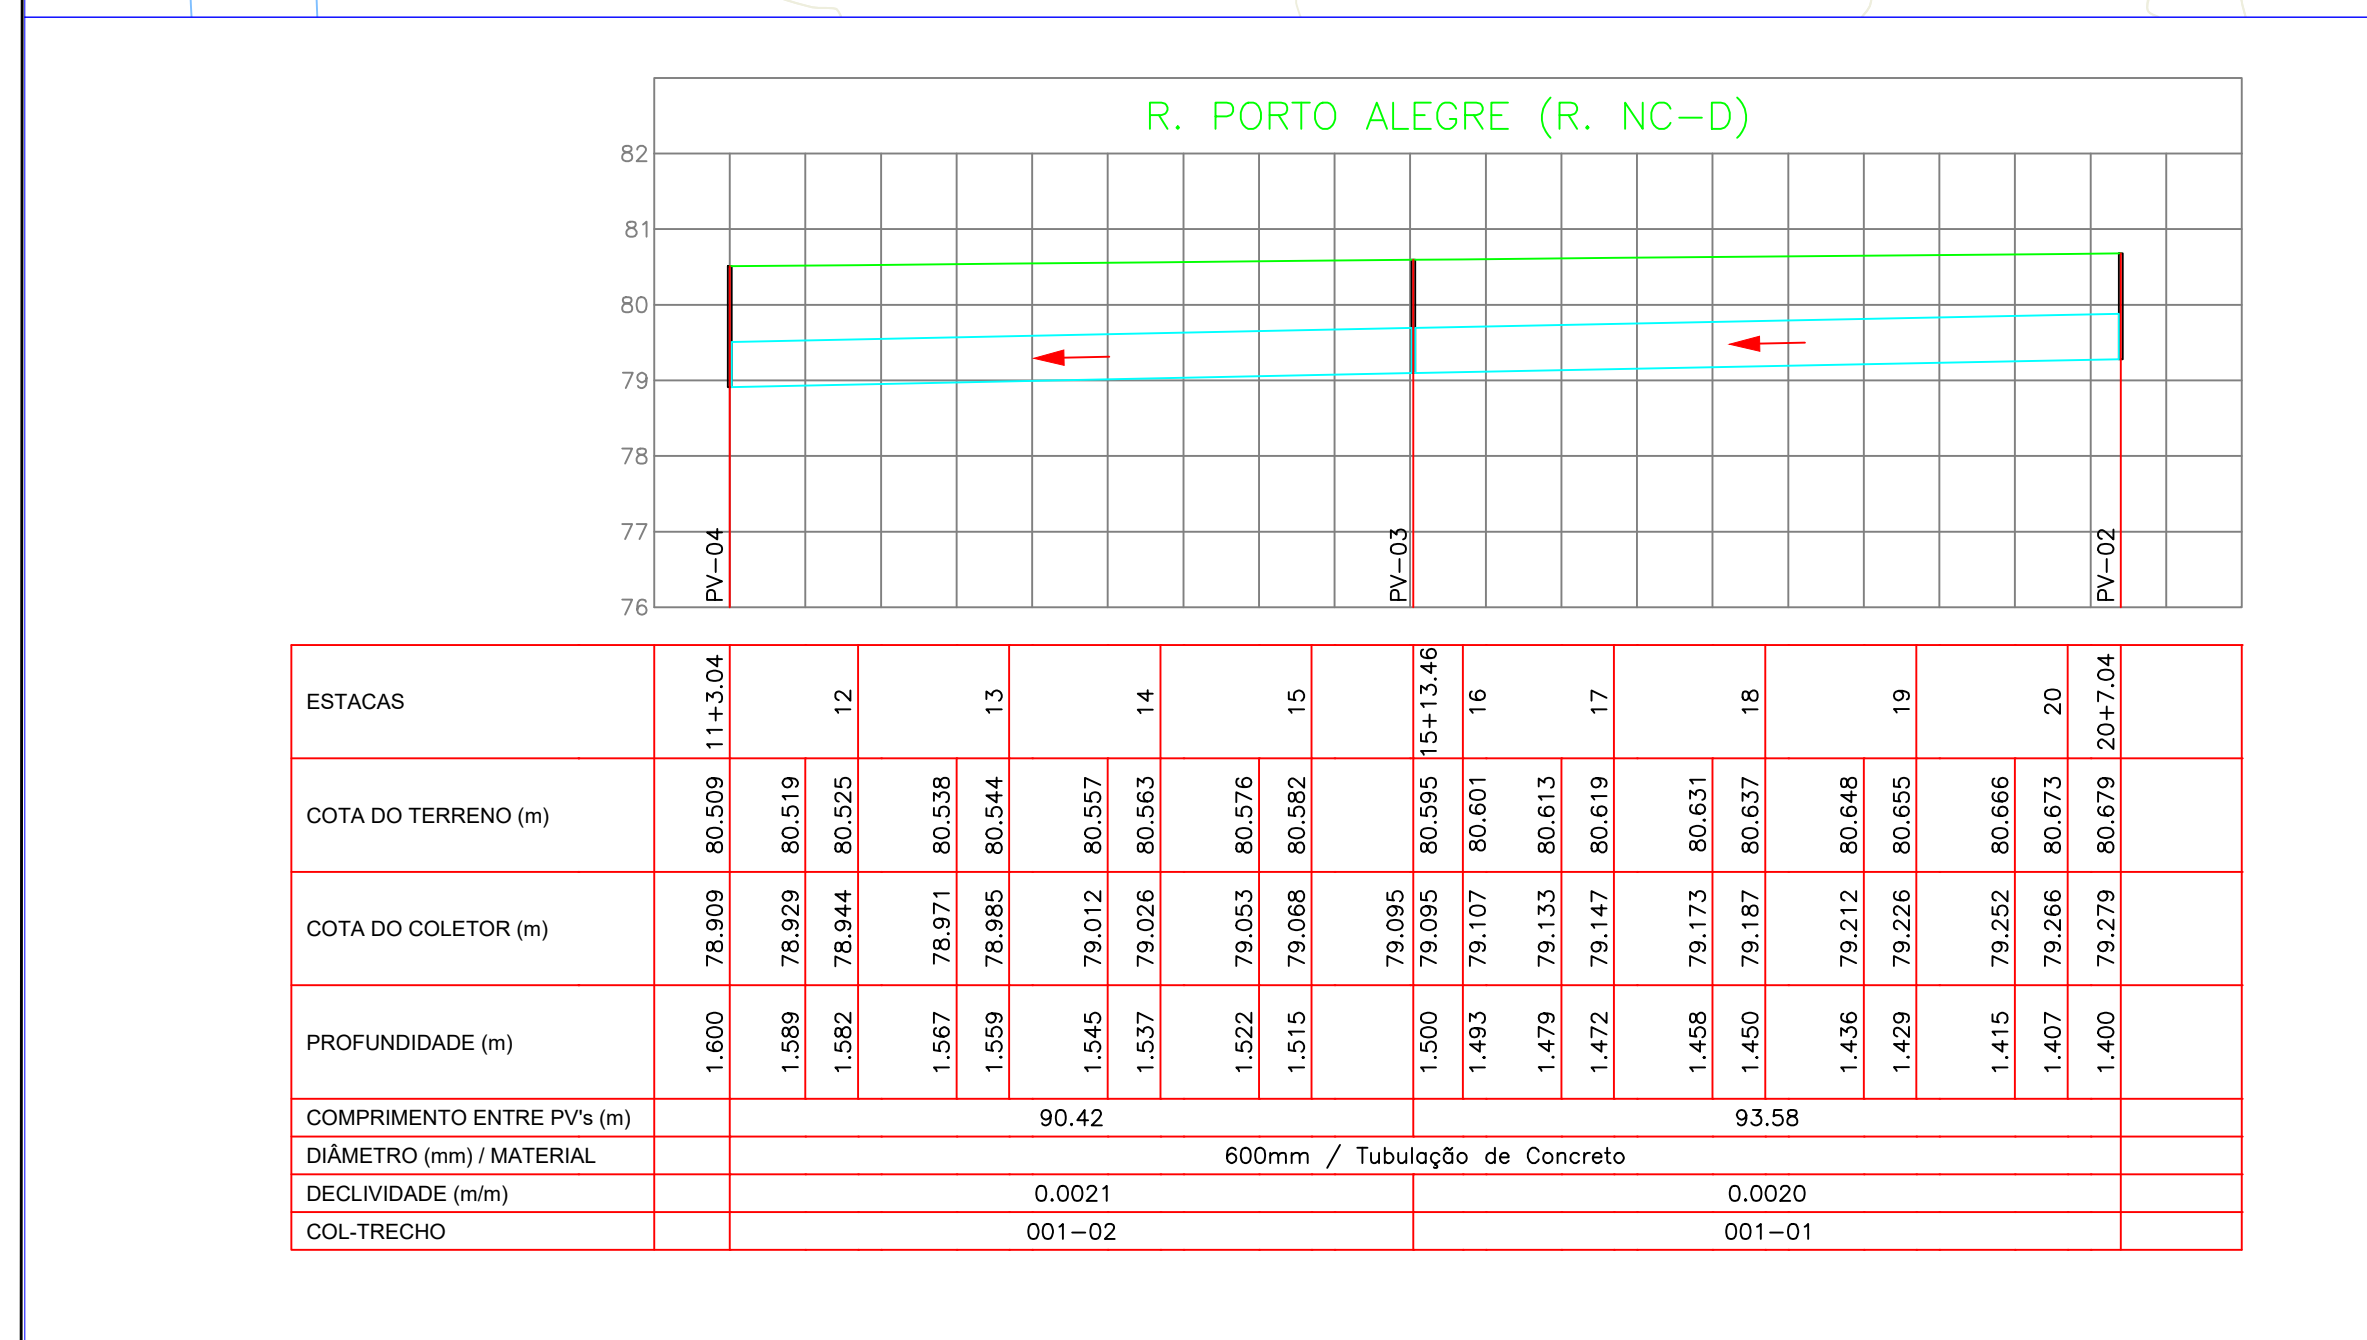 R. PORTO ALEGRE (R. NC-D)
82
81
80
79
78
77
76
PV-04
PV-03
PV-02
ESTACAS 11+3.04 12 13 14 15 15+13.46 16 17 18 19 20 20+7.04
COTA DO TERRENO (m) 80.509 80.519 80.525 80.538 80.544 80.557 80.563 80.576 80.582 80.595 80.601 80.613 80.619 80.631 80.637 80.648 80.655 80.666 80.673 80.679
COTA DO COLETOR (m) 78.909 78.929 78.944 78.971 78.985 79.012 79.026 79.053 79.068 79.095 79.095 79.107 79.133 79.147 79.173 79.187 79.212 79.226 79.252 79.266 79.279
PROFUNDIDADE (m) 1.600 1.589 1.582 1.567 1.559 1.545 1.537 1.522 1.515 1.500 1.493 1.479 1.472 1.458 1.450 1.436 1.429 1.415 1.407 1.400
COMPRIMENTO ENTRE PV's (m) 90.42 93.58
DIÂMETRO (mm) / MATERIAL 600mm / Tubulação de Concreto
DECLIVIDADE (m/m) 0.0021 0.0020
COL-TRECHO 001-02 001-01